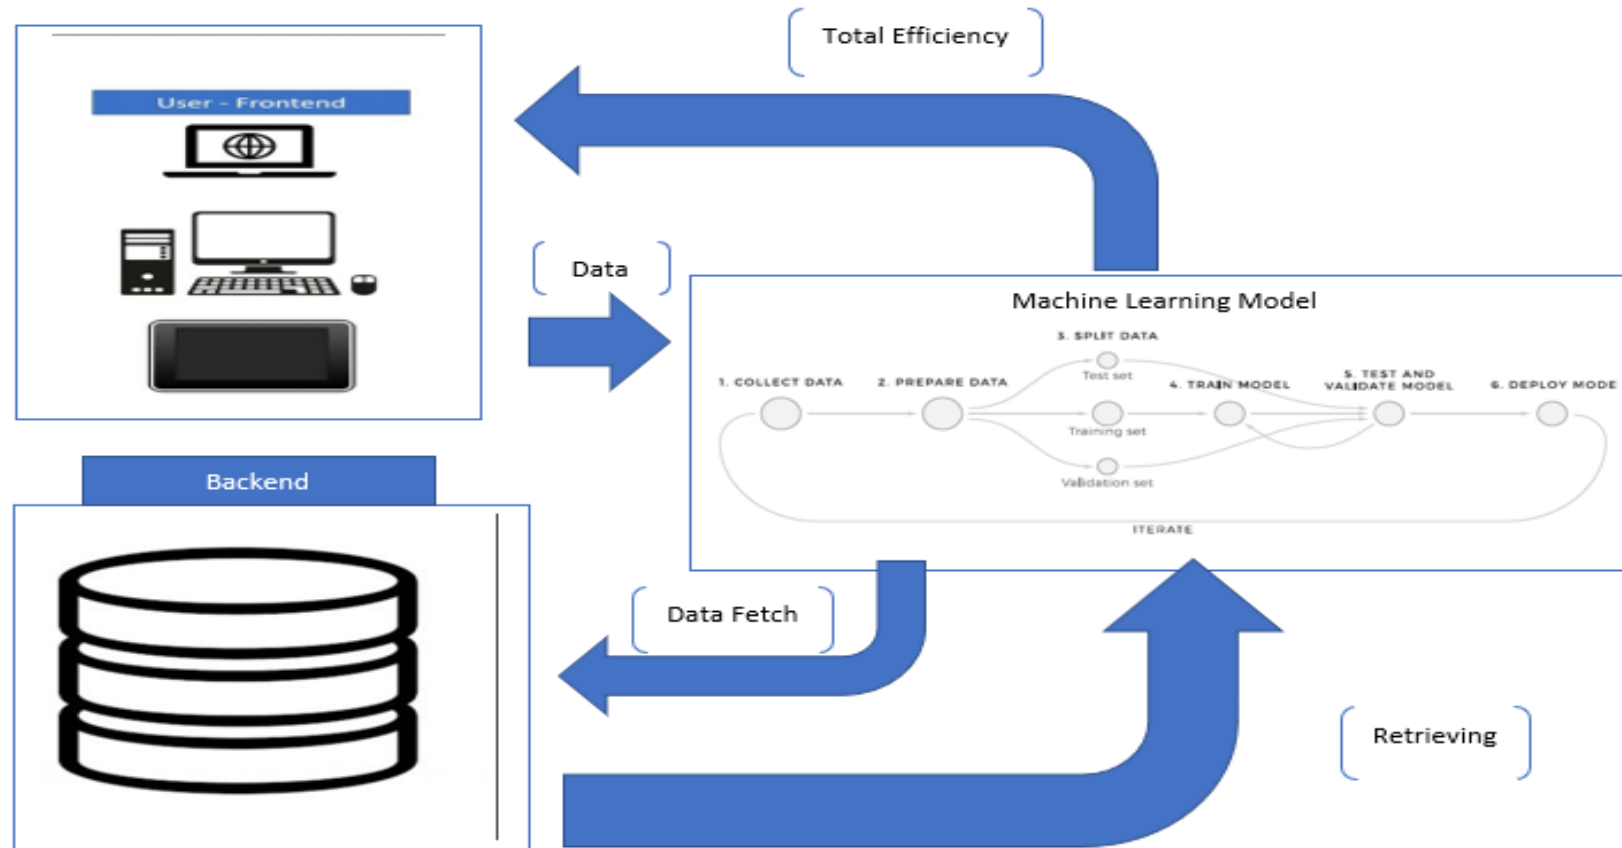 Total Efficiency
User - Frontend
Data
Machine Learning Model
3. SPLIT DATA
Test set
1. COLLECT DATA
2. PREPARE DATA
4. TRAIN MODEL
5. TEST AND
VALIDATE MODEL
6. DEPLOY MODE
Training set
Validation set
ITERATE
Backend
Data Fetch
Retrieving